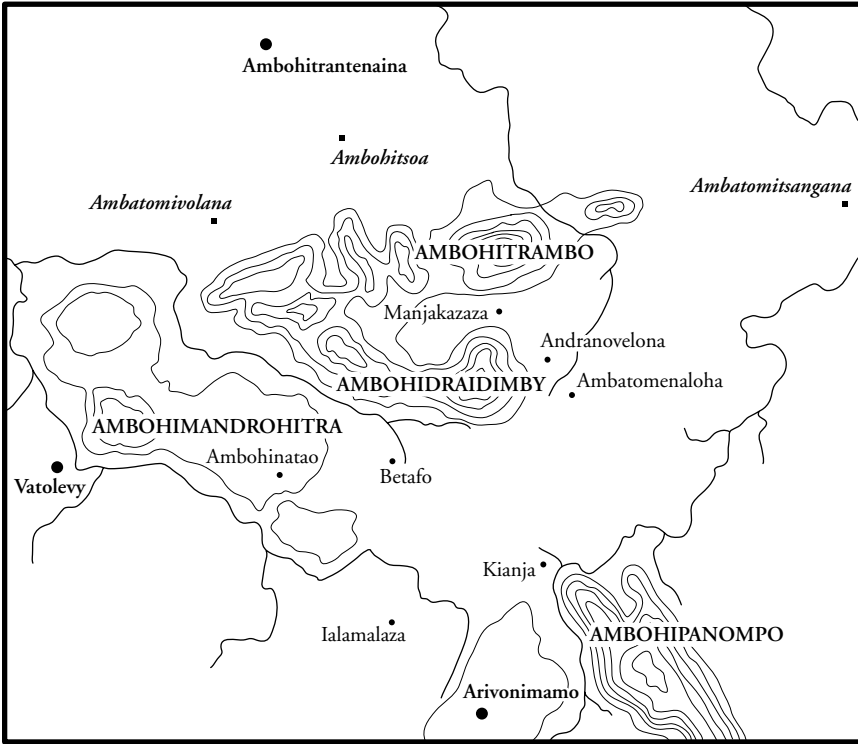 Ambohitrantenaina
Ambohitsoa
Ambatomitsangana
Ambatomivolana
AMBOHITRAMBO
Manjakazaza
Andranovelona
AMBOHIDRAIDIMBY
Ambatomenaloha
AMBOHIMANDROHITRA
Ambohinatao
Betafo
Vatolevy
Kianja
Ialamalaza
AMBOHIPANOMPO
Arivonimamo